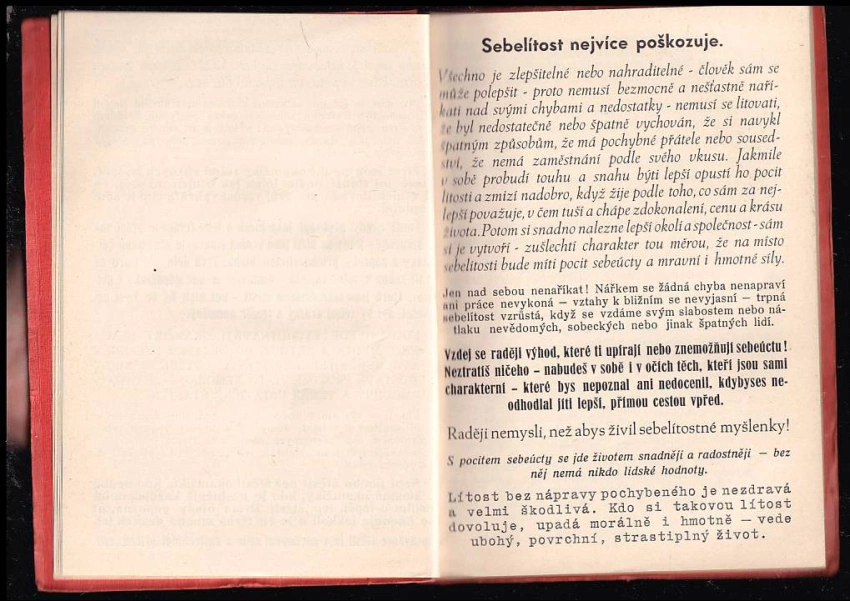 Sebelítost nejvíce poškozuje.
Všechno je zlepšitelné nebo nahraditelné - člověk sám se
může polepšit - proto nemusí bezmocně a nešťastně naří-
kati nad svými chybami a nedostatky - nemusí se litovati,
že byl nedostatečně nebo špatně vychován, že si navykl
špatným způsobům, že má pochybné přátele nebo soused-
ství, že nemá zaměstnání podle svého vkusu. Jakmile
v sobě probudí touhu a snahu býti lepší opustí ho pocit
lítosti a zmizí nadobro, když žije podle toho, co sám za nej-
lepší považuje, v čem tuší a chápe zdokonalení, cenu a krásu
života. Potom si snadno nalezne lepší okolí a společnost - sám
si je vytvoří - zušlechtí charakter tou měrou, že na místo
sebelítosti bude míti pocit sebeúcty a mravní i hmotné síly.
Jen nad sebou nenaříkat! Nářkem se žádná chyba nenapraví
ani práce nevykoná — vztahy k bližním se nevyjasní — trpná
sebelítost vzrůstá, když se vzdáme svým slabostem nebo ná-
tlaku nevědomých, sobeckých nebo jinak špatných lidí.
Vzdej se raději výhod, které ti upírají nebo znemožňují sebeúctu!
Neztratíš ničeho - nabudeš v sobě i v očích těch, kteří jsou sami
charakterní - které bys nepoznal ani nedocenil, kdybyses ne-
odhodlal jíti lepší, přímou cestou vpřed.
Raději nemysli, než abys živil sebelítostné myšlenky!
S pocitem sebeúcty se jde životem snadněji a radostněji — bez
něj nemá nikdo lidské hodnoty.
Lítost bez nápravy pochybeného je nezdravá
a velmi škodlivá. Kdo si takovou lítost
dovoluje, upadá morálně i hmotně — vede
ubohý, povrchní, strastiplný život.